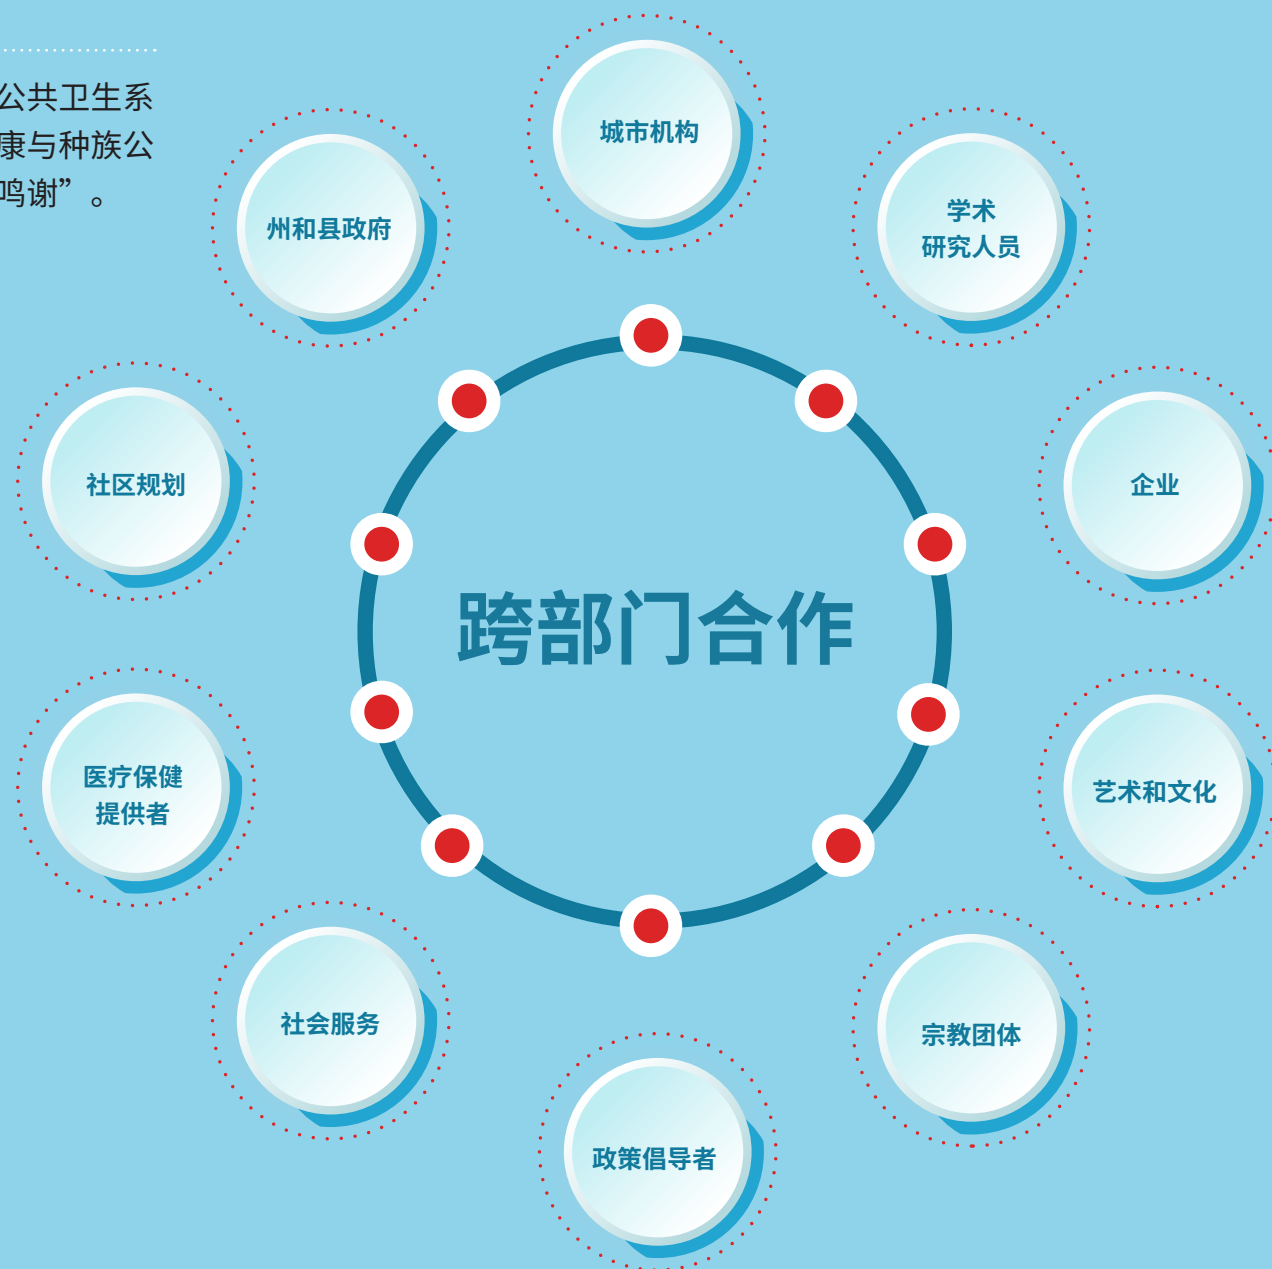 公共卫生系
康与种族公
鸣谢”。
城市机构
州和县政府
学术
研究人员
社区规划
企业
跨部门合作
医疗保健
提供者
艺术和文化
社会服务
宗教团体
政策倡导者